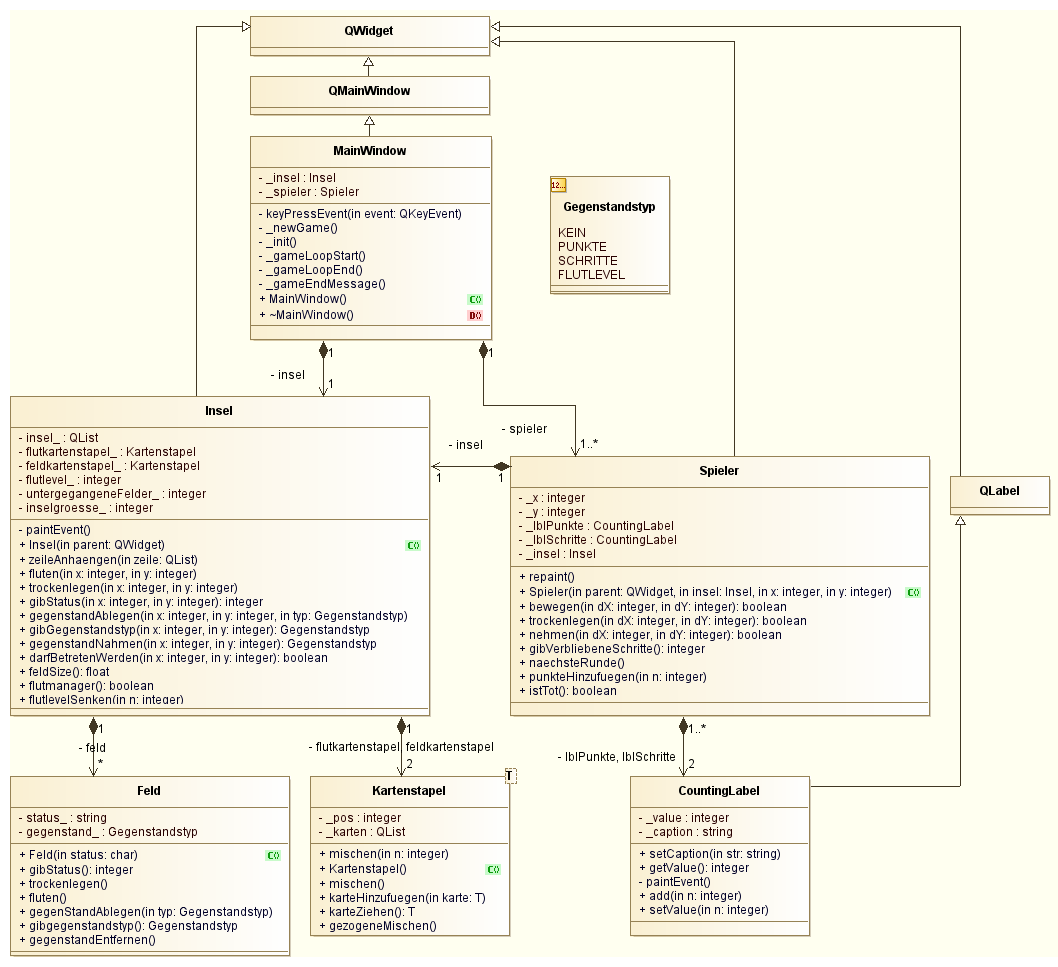 QWidget
QMainWindow
MainWindow
- _insel : Insel
- _spieler : Spieler
- keyPressEvent(in event: QKeyEvent)
- _newGame()
- _init()
- _gameLoopStart()
- _gameLoopEnd()
- _gameEndMessage()
+ MainWindow()
C()
+ ~MainWindow()
D()
12...
Gegenstandstyp
KEIN
PUNKTE
SCHRITTE
FLUTLEVEL
1
- insel
1
1
- spieler
1..*
- insel
1
1
Insel
- insel_ : QList
- flutkartenstapel_ : Kartenstapel
- feldkartenstapel_ : Kartenstapel
- flutlevel_ : integer
- untergegangeneFelder_ : integer
- inselgroesse_ : integer
- paintEvent()
+ Insel(in parent: QWidget)
C()
+ zeileAnhaengen(in zeile: QList)
+ fluten(in x: integer, in y: integer)
+ trockenlegen(in x: integer, in y: integer)
+ gibStatus(in x: integer, in y: integer): integer
+ gegenstandAblegen(in x: integer, in y: integer, in typ: Gegenstandstyp)
+ gibGegenstandstyp(in x: integer, in y: integer): Gegenstandstyp
+ gegenstandNahmen(in x: integer, in y: integer): Gegenstandstyp
+ darfBetretenWerden(in x: integer, in y: integer): boolean
+ feldSize(): float
+ flutmanager(): boolean
+ flutlevelSenken(in n: integer)
Spieler
- _x : integer
- _y : integer
- _lblPunkte : CountingLabel
- _lblSchritte : CountingLabel
- _insel : Insel
+ repaint()
+ Spieler(in parent: QWidget, in insel: Insel, in x: integer, in y: integer)
C()
+ bewegen(in dX: integer, in dY: integer): boolean
+ trockenlegen(in dX: integer, in dY: integer): boolean
+ nehmen(in dX: integer, in dY: integer): boolean
+ gibVerbliebeneSchritte(): integer
+ naechsteRunde()
+ punkteHinzufuegen(in n: integer)
+ istTot(): boolean
QLabel
1
- feld
*
1
- flutkartenstapel, feldkartenstapel
2
1..*
- lblPunkte, lblSchritte
2
Feld
- status_ : string
- gegenstand_ : Gegenstandstyp
+ Feld(in status: char)
C()
+ gibStatus(): integer
+ trockenlegen()
+ fluten()
+ gegenStandAblegen(in typ: Gegenstandstyp)
+ gibgegenstandstyp(): Gegenstandstyp
+ gegenstandEntfernen()
T
Kartenstapel
- _pos : integer
- _karten : QList
+ mischen(in n: integer)
+ Kartenstapel()
C()
+ mischen()
+ karteHinzufuegen(in karte: T)
+ karteZiehen(): T
+ gezogeneMischen()
CountingLabel
- _value : integer
- _caption : string
+ setCaption(in str: string)
+ getValue(): integer
- paintEvent()
+ add(in n: integer)
+ setValue(in n: integer)